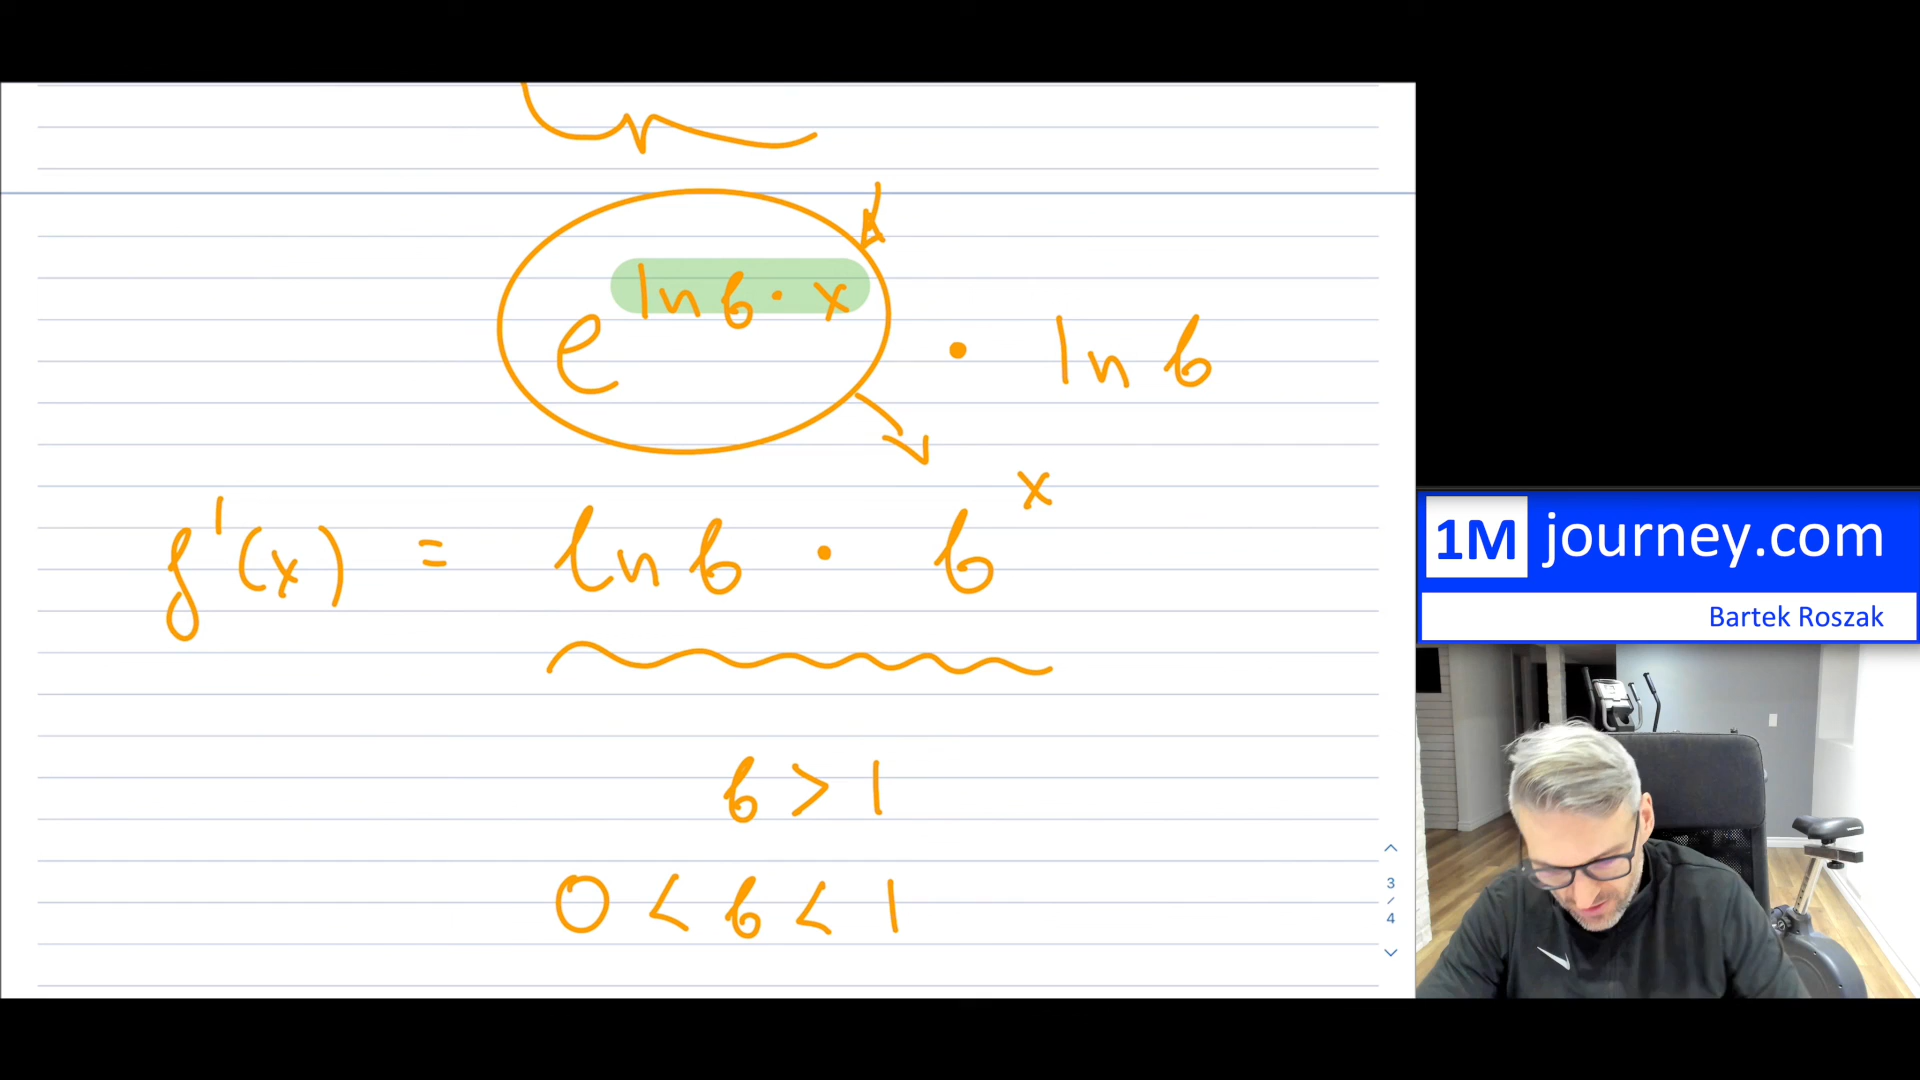 e^{ln b · x} · ln b
f'(x) = ln b · b^x
b > 1
0 < b < 1
3
/
4
1M journey.com
Bartek Roszak